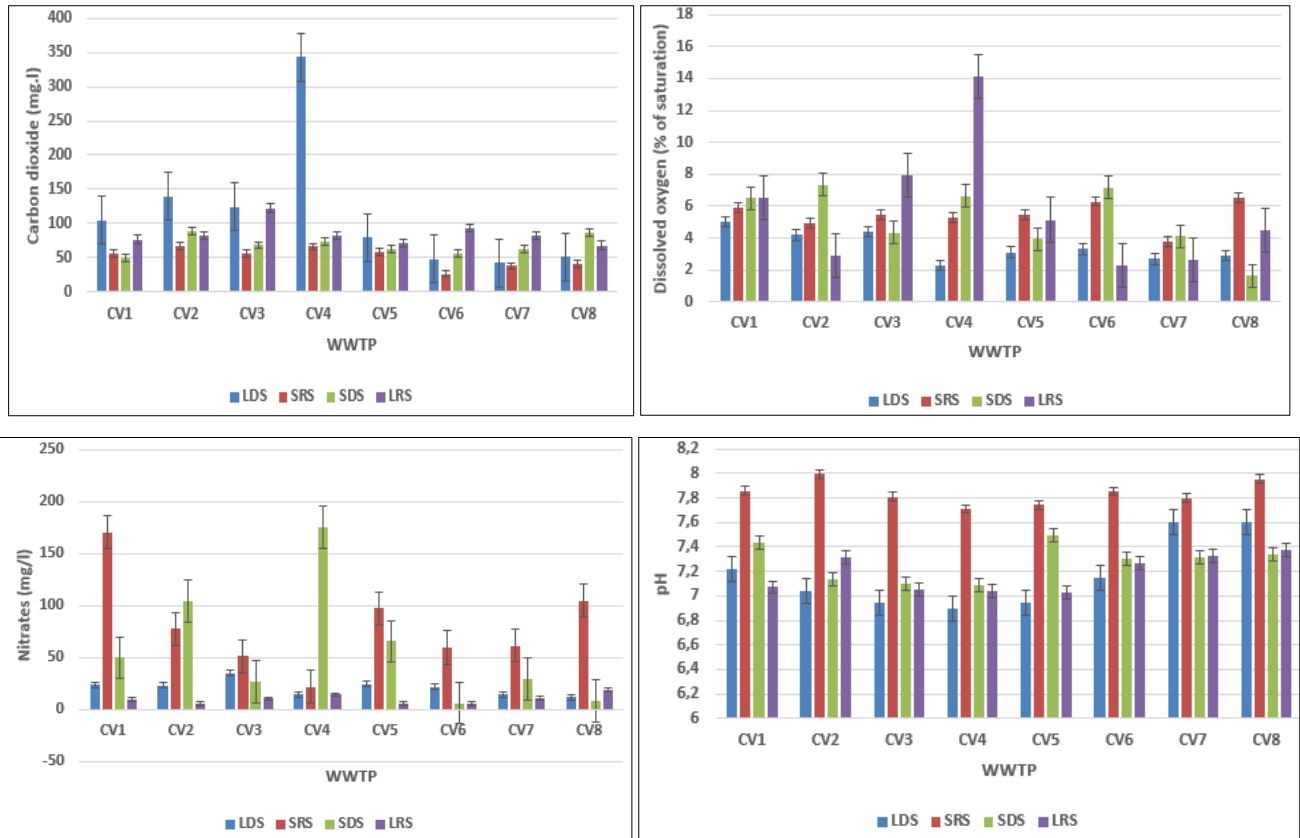 Carbon dioxide (mg.l)
400
350
300
250
200
150
100
50
0
CV1 CV2 CV3 CV4 CV5 CV6 CV7 CV8
WWTP
LDS SRS SDS LRS
Dissolved oxygen (% of saturation)
18
16
14
12
10
8
6
4
2
0
CV1 CV2 CV3 CV4 CV5 CV6 CV7 CV8
WWTP
LDS SRS SDS LRS
Nitrates (mg/l)
250
200
150
100
50
0
-50
CV1 CV2 CV3 CV4 CV5 CV6 CV7 CV8
WWTP
LDS SRS SDS LRS
pH
8,2
8
7,8
7,6
7,4
7,2
7
6,8
6,6
6,4
6,2
6
CV1 CV2 CV3 CV4 CV5 CV6 CV7 CV8
WWTP
LDS SRS SDS LRS